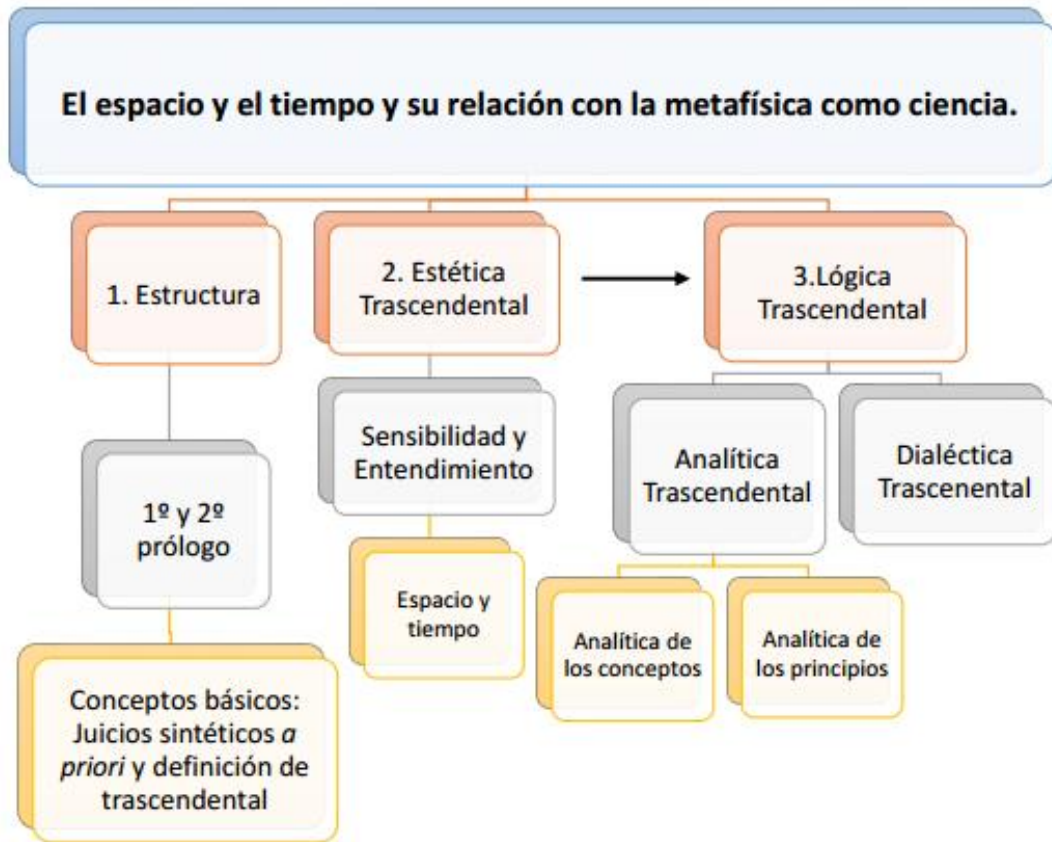 El espacio y el tiempo y su relación con la metafísica como ciencia.
1. Estructura
2. Estética
Trascendental
3.Lógica
Trascendental
1º y 2º
prólogo
Sensibilidad y
Entendimiento
Analítica
Trascendental
Dialéctica
Trascenental
Conceptos básicos:
Juicios sintéticos a
priori y definición de
trascendental
Espacio y
tiempo
Analítica de
los conceptos
Analítica de
los principios